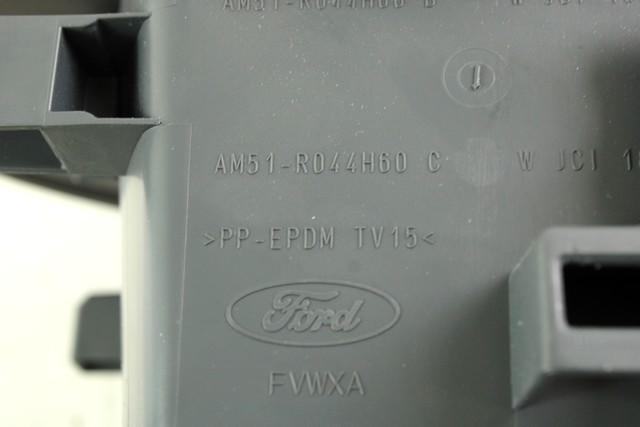 AM51-R044H60 C W JCI
>PP-EPDM TV15<
Ford
FVWXA